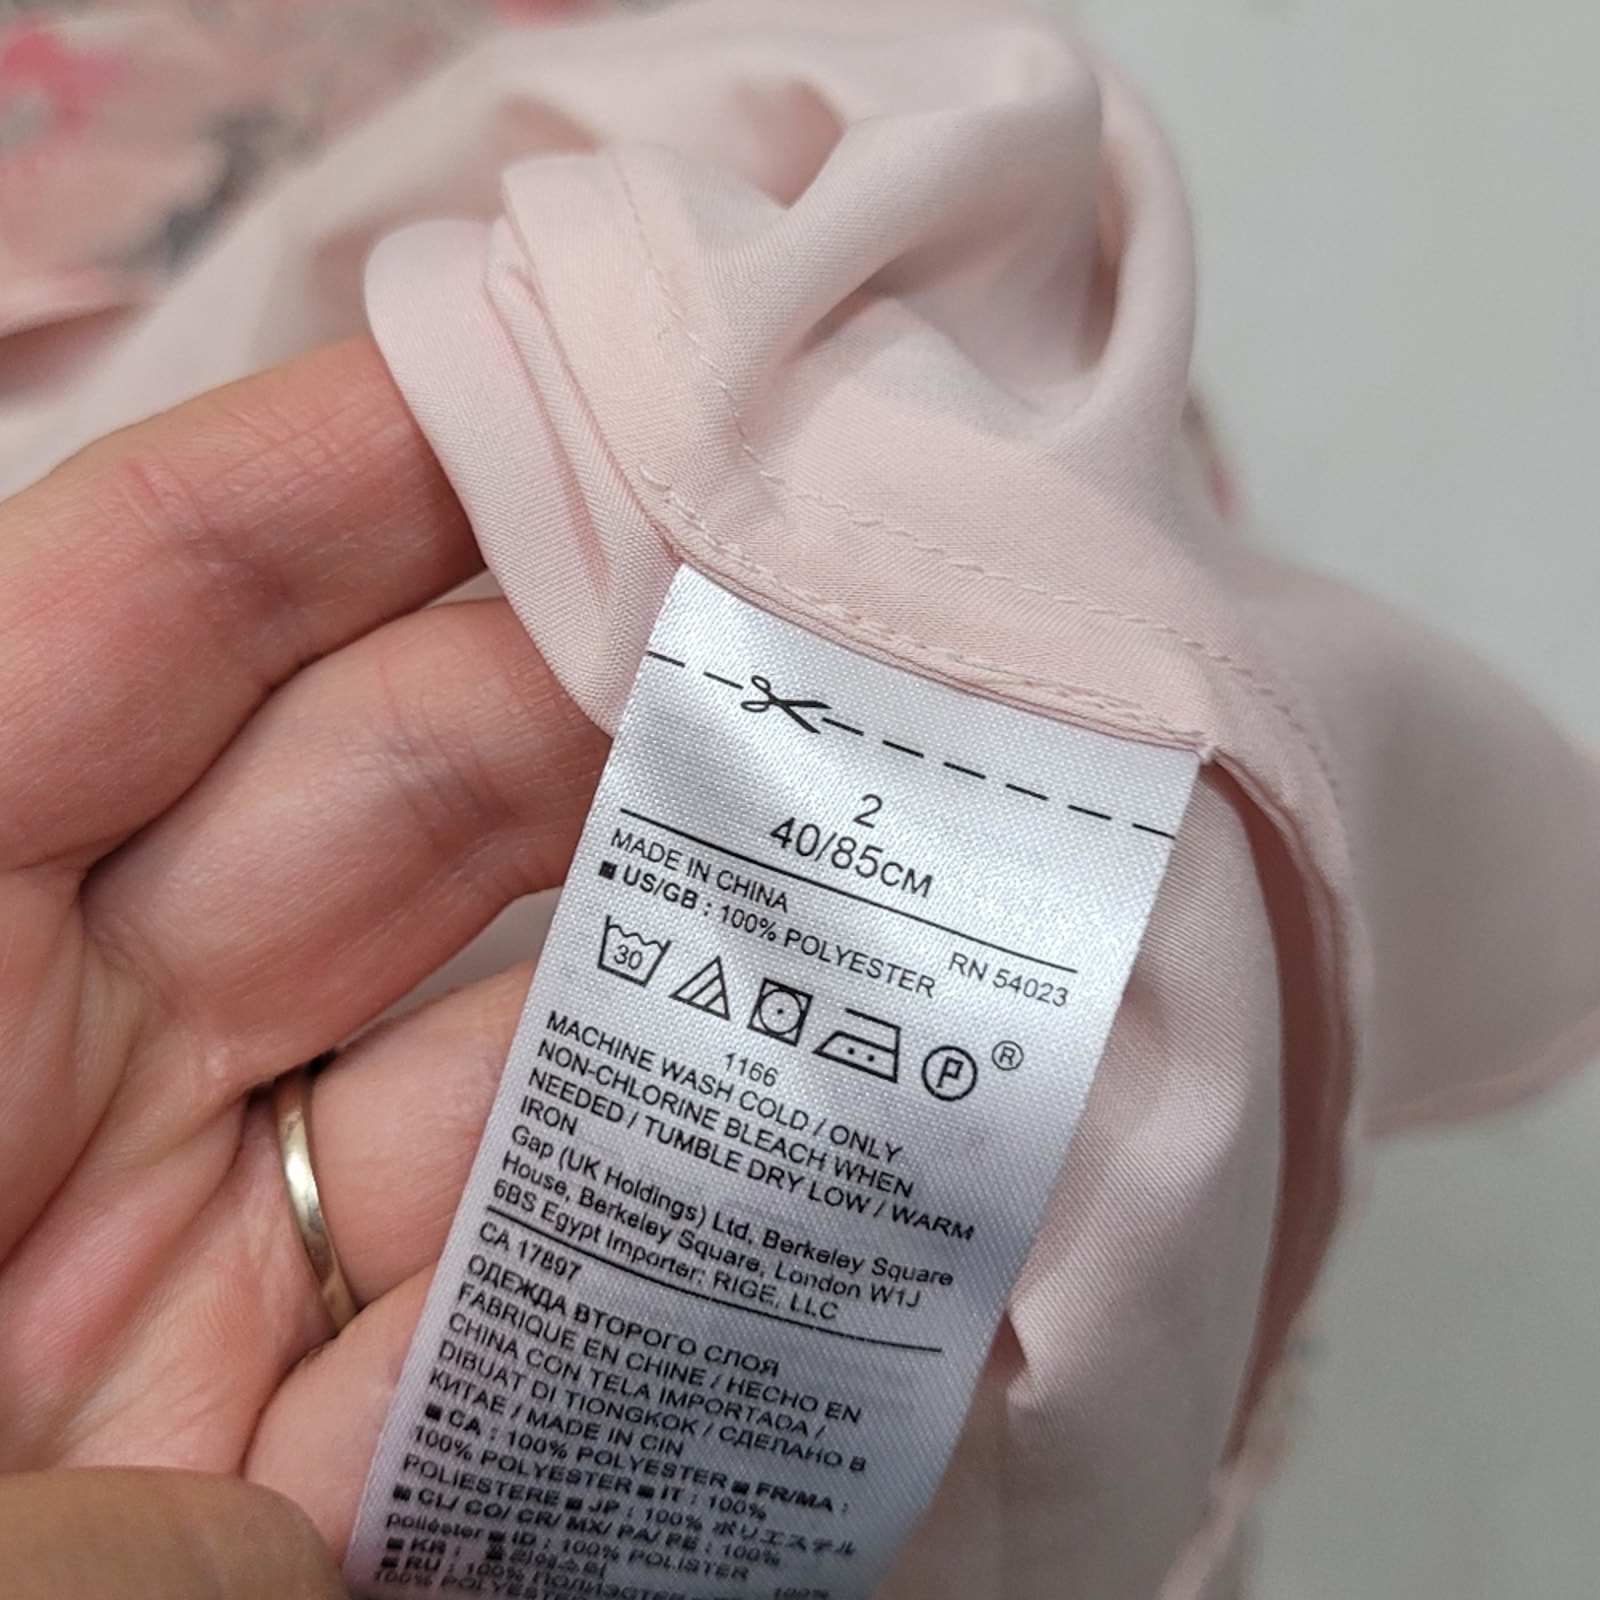 2
40/85CM
MADE IN CHINA
RN 54023
■ US/GB : 100% POLYESTER
30
P
®
1166
MACHINE WASH COLD / ONLY
NON-CHLORINE BLEACH WHEN
NEEDED / TUMBLE DRY LOW / WARM
IRON
Gap (UK Holdings) Ltd, Berkeley Square
House, Berkeley Square, London W1J
6BS Egypt Importer: RIGE, LLC
CA 17897
ОДЕЖДА ВТОРОГО СЛОЯ
FABRIQUE EN CHINE / HECHO EN
CHINA CON TELA IMPORTADA /
DIBUAT DI TIONGKOK / СДЕЛАНО В
КИТАЕ / MADE IN CIN
■ CA : 100% POLYESTER ■ FR/MA :
100% POLYESTER ■ IT : 100%
POLIESTERE ■ JP : 100% ポリエステル
■ CL/ CO/ CR/ MX/ PA/ PE : 100%
poliéster ■ ID : 100% POLISTER
■ KR :
■ RU : 100% ПОЛИЭСТЕР
100% POLYESTER